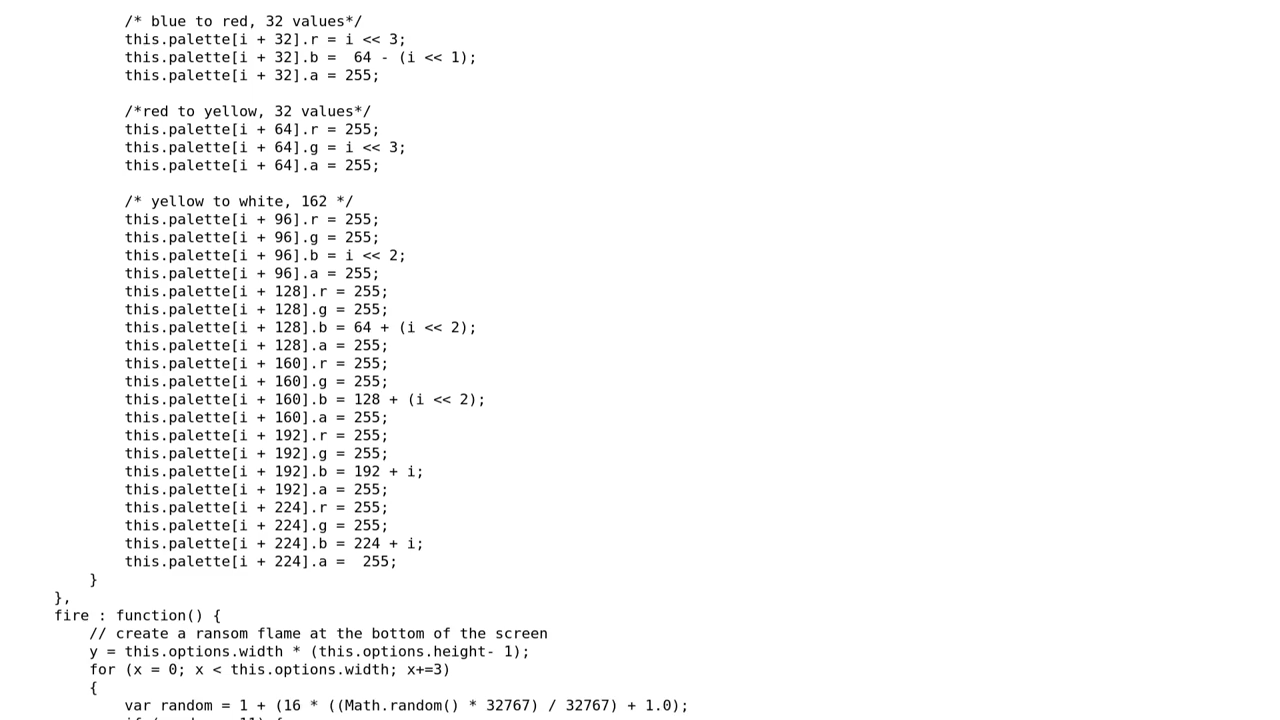 /* blue to red, 32 values*/
this.palette[i + 32].r = i << 3;
this.palette[i + 32].b =  64 - (i << 1);
this.palette[i + 32].a = 255;
/*red to yellow, 32 values*/
this.palette[i + 64].r = 255;
this.palette[i + 64].g = i << 3;
this.palette[i + 64].a = 255;
/* yellow to white, 162 */
this.palette[i + 96].r = 255;
this.palette[i + 96].g = 255;
this.palette[i + 96].b = i << 2;
this.palette[i + 96].a = 255;
this.palette[i + 128].r = 255;
this.palette[i + 128].g = 255;
this.palette[i + 128].b = 64 + (i << 2);
this.palette[i + 128].a = 255;
this.palette[i + 160].r = 255;
this.palette[i + 160].g = 255;
this.palette[i + 160].b = 128 + (i << 2);
this.palette[i + 160].a = 255;
this.palette[i + 192].r = 255;
this.palette[i + 192].g = 255;
this.palette[i + 192].b = 192 + i;
this.palette[i + 192].a = 255;
this.palette[i + 224].r = 255;
this.palette[i + 224].g = 255;
this.palette[i + 224].b = 224 + i;
this.palette[i + 224].a =  255;
}
},
fire : function() {
// create a ransom flame at the bottom of the screen
y = this.options.width * (this.options.height- 1);
for (x = 0; x < this.options.width; x+=3)
{
var random = 1 + (16 * ((Math.random() * 32767) / 32767) + 1.0);